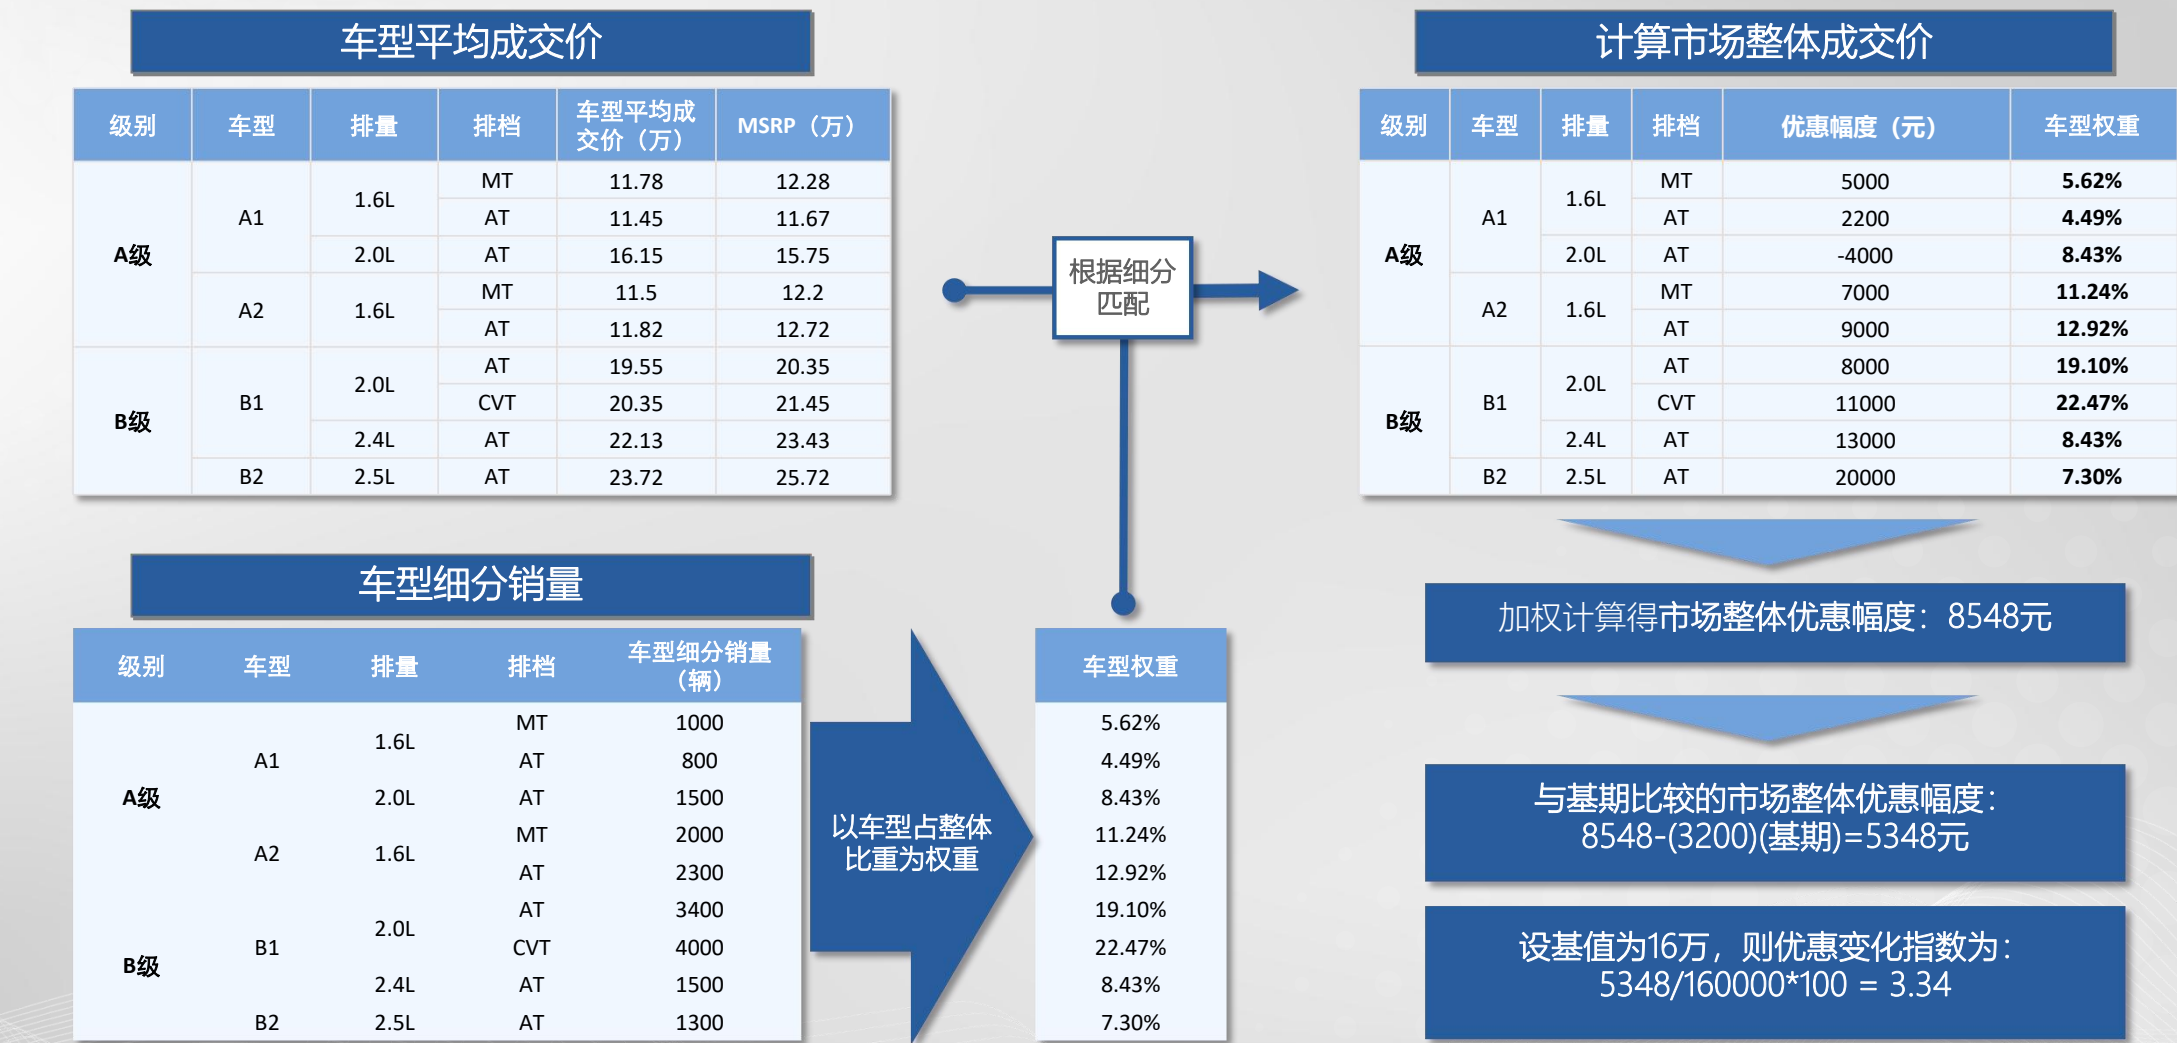 车型平均成交价
级别 车型 排量 排档 车型平均成交价（万） MSRP（万）
A级 A1 1.6L MT 11.78 12.28
AT 11.45 11.67
2.0L AT 16.15 15.75
A2 1.6L MT 11.5 12.2
AT 11.82 12.72
B级 B1 2.0L AT 19.55 20.35
CVT 20.35 21.45
2.4L AT 22.13 23.43
B2 2.5L AT 23.72 25.72
车型细分销量
级别 车型 排量 排档 车型细分销量（辆）
A级 A1 1.6L MT 1000
AT 800
2.0L AT 1500
A2 1.6L MT 2000
AT 2300
B级 B1 2.0L AT 3400
CVT 4000
2.4L AT 1500
B2 2.5L AT 1300
以车型占整体
比重为权重
车型权重
5.62%
4.49%
8.43%
11.24%
12.92%
19.10%
22.47%
8.43%
7.30%
根据细分
匹配
计算市场整体成交价
级别 车型 排量 排档 优惠幅度（元） 车型权重
A级 A1 1.6L MT 5000 5.62%
AT 2200 4.49%
2.0L AT -4000 8.43%
A2 1.6L MT 7000 11.24%
AT 9000 12.92%
B级 B1 2.0L AT 8000 19.10%
CVT 11000 22.47%
2.4L AT 13000 8.43%
B2 2.5L AT 20000 7.30%
加权计算得市场整体优惠幅度：8548元
与基期比较的市场整体优惠幅度：
8548-(3200)(基期)=5348元
设基值为16万，则优惠变化指数为：
5348/160000*100 = 3.34